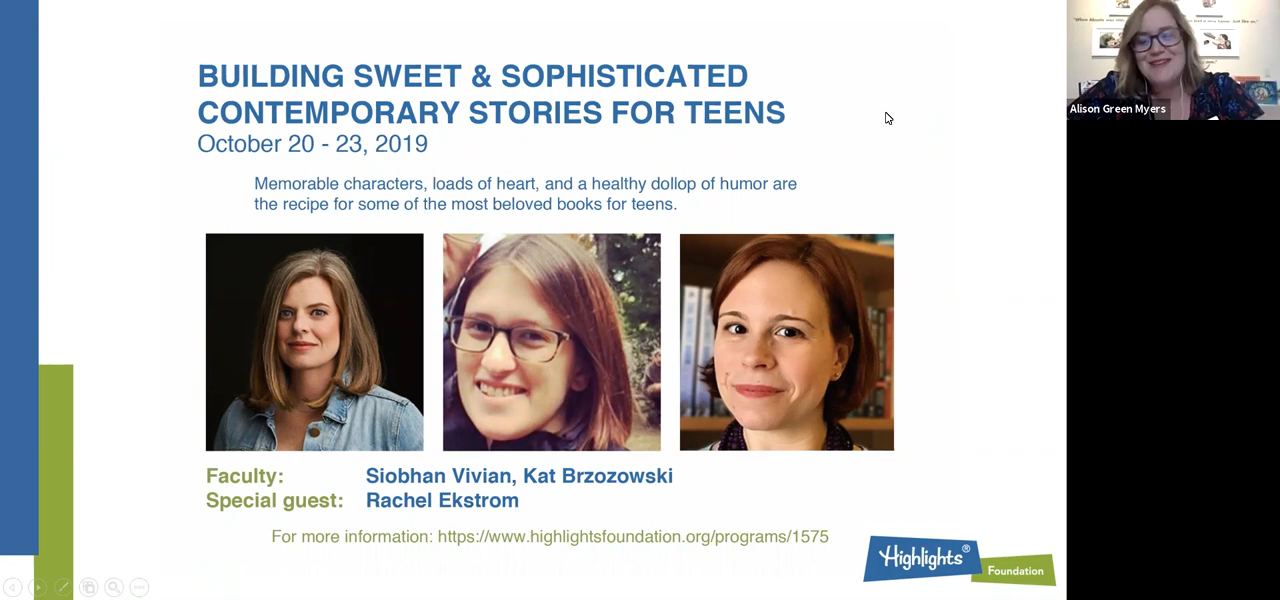 BUILDING SWEET & SOPHISTICATED
CONTEMPORARY STORIES FOR TEENS
October 20 - 23, 2019
Memorable characters, loads of heart, and a healthy dollop of humor are
the recipe for some of the most beloved books for teens.
Faculty: Siobhan Vivian, Kat Brzozowski
Special guest: Rachel Ekstrom
For more information: https://www.highlightsfoundation.org/programs/1575
Highlights®
Foundation
Alison Green Myers